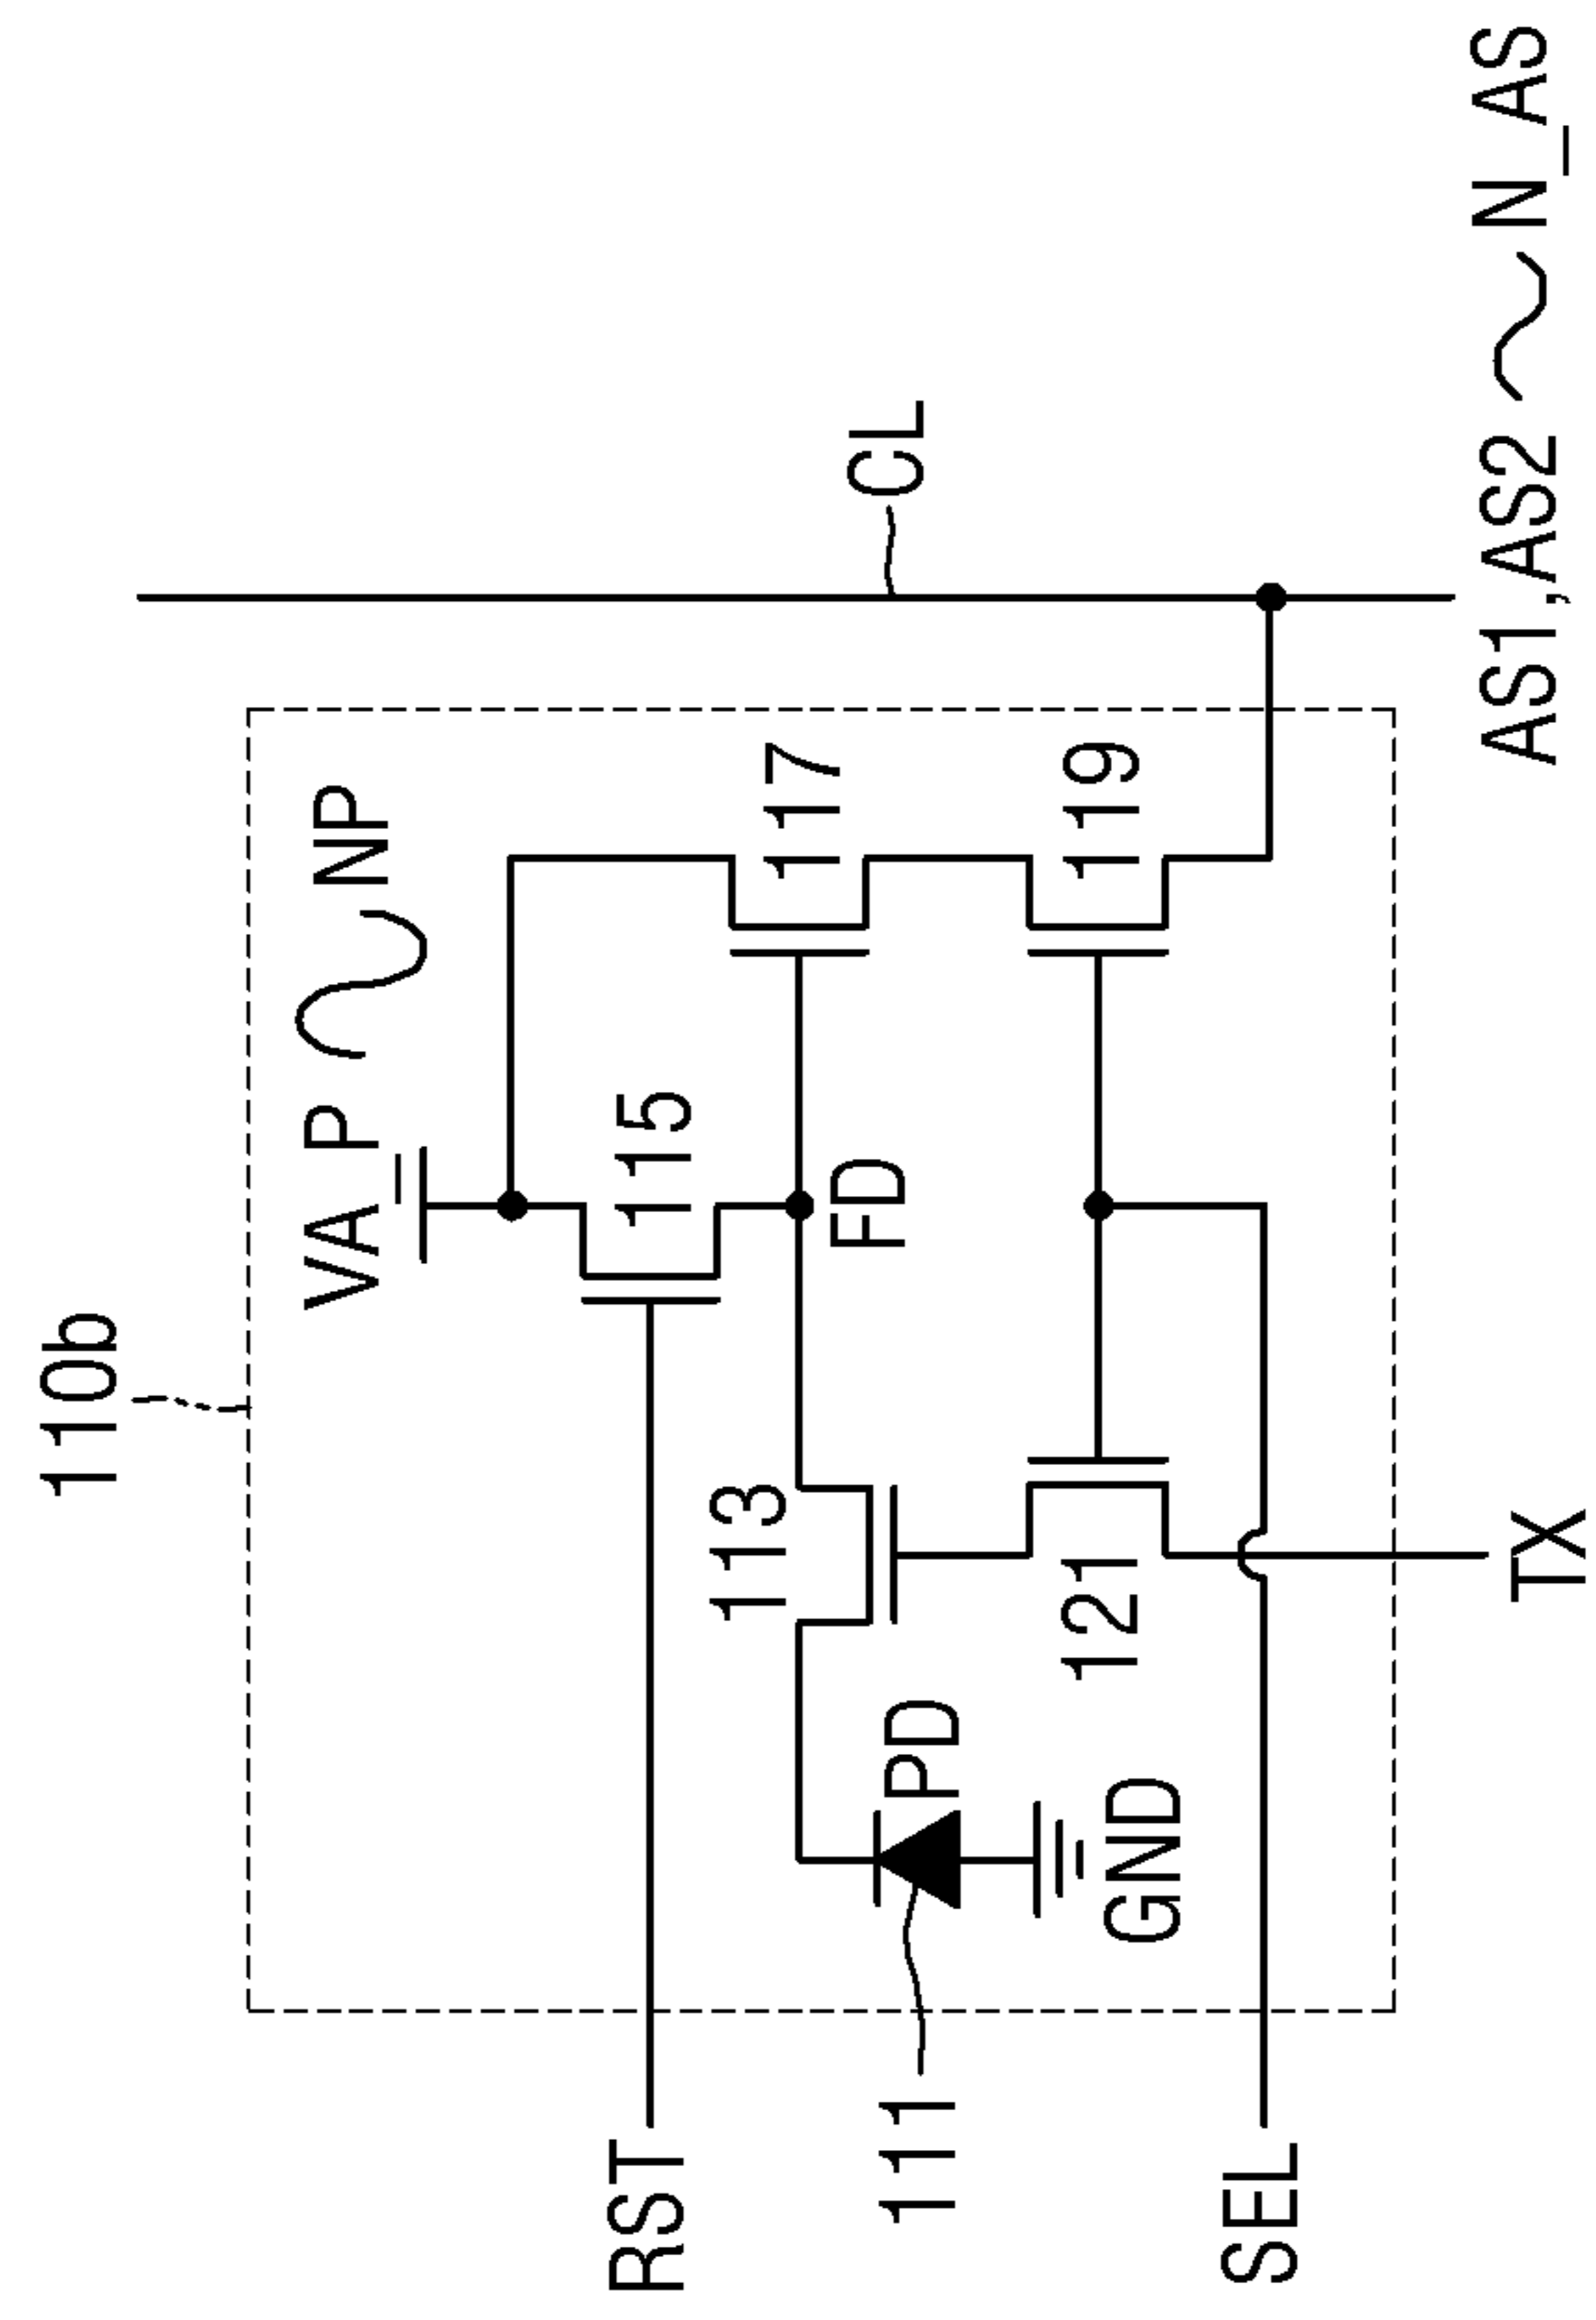 110b
VA_P ~ NP
RST
115
113
117
FD
CL
111
PD
121
119
GND
SEL
AS1,AS2 ~ N_AS
TX